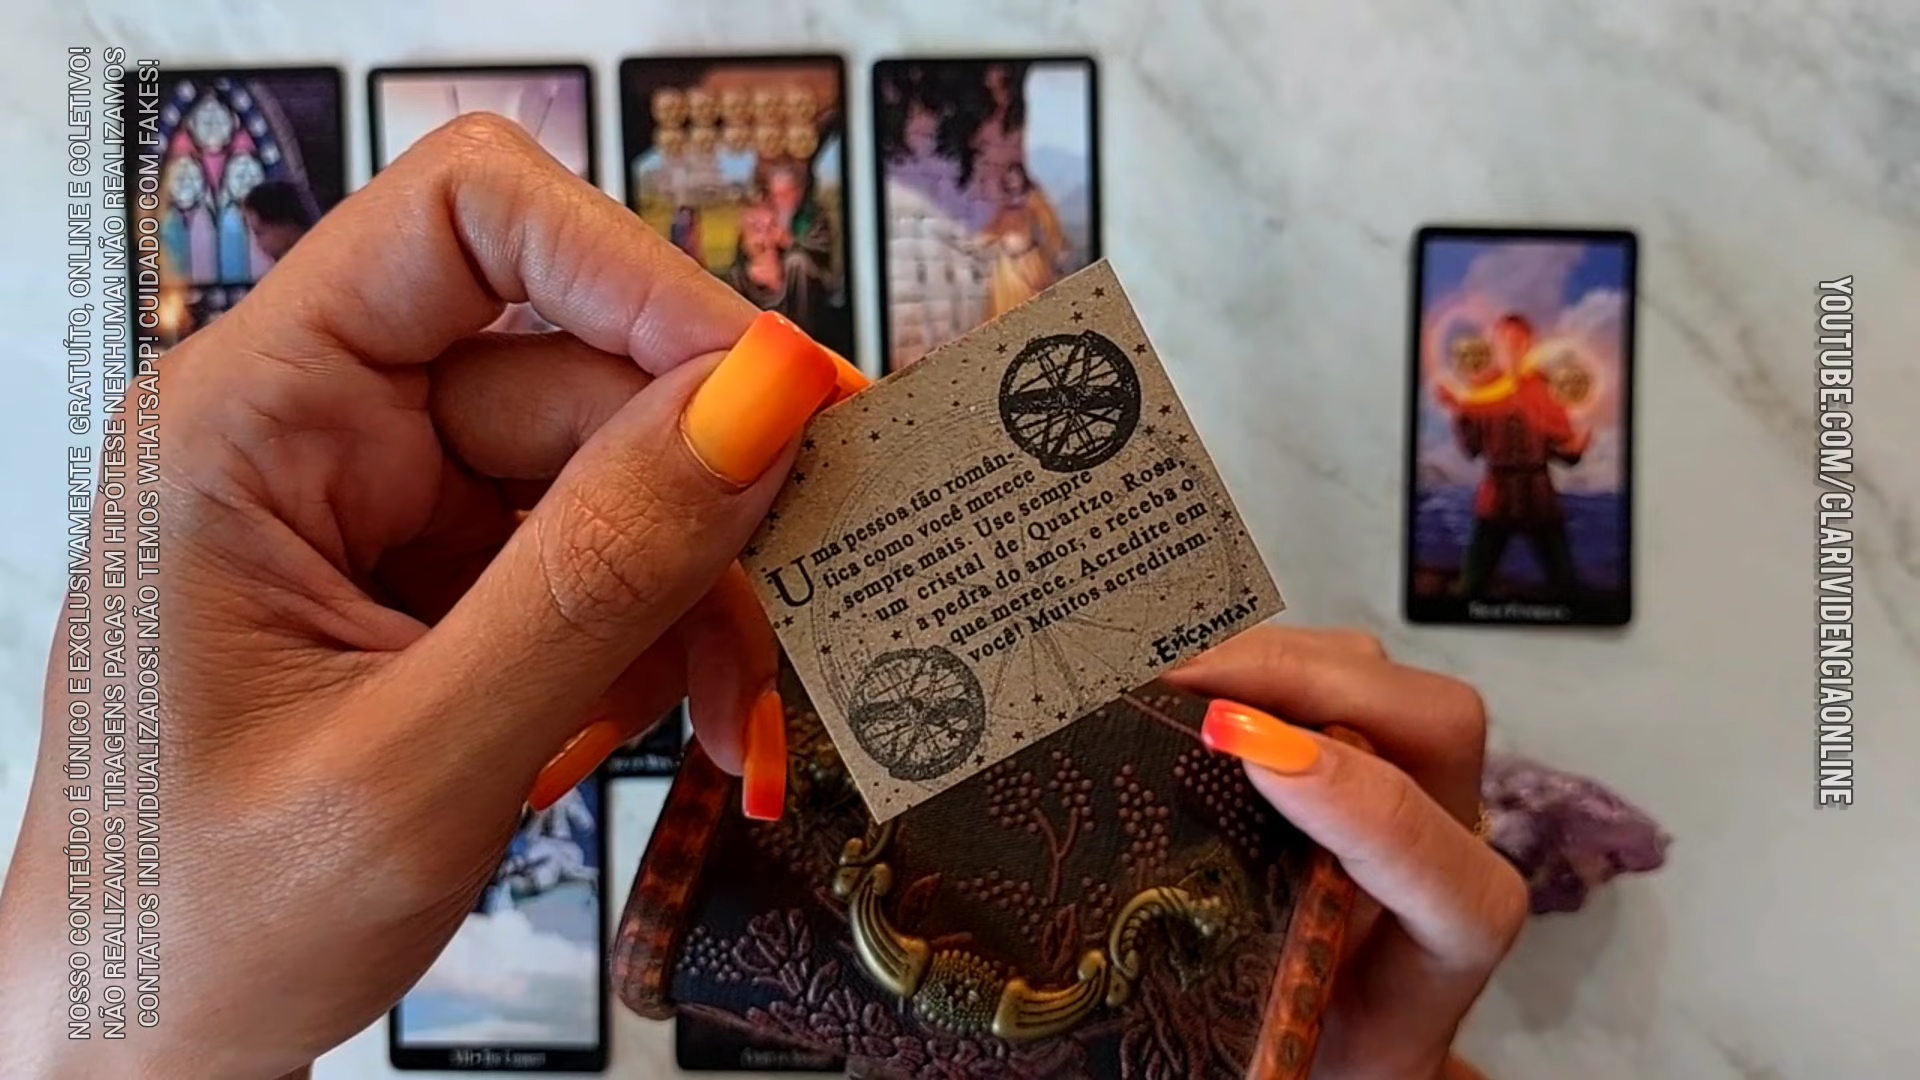 NOSSO CONTEÚDO É ÚNICO E EXCLUSIVAMENTE GRATUÍTO, ONLINE E COLETIVO!
NÃO REALIZAMOS TIRAGENS PAGAS EM HIPÓTESE NENHUMA! NÃO REALIZAMOS
CONTATOS INDIVIDUALIZADOS! NÃO TEMOS WHATSAPP! CUIDADO COM FAKES!
Uma pessoa tão român-
tica como você merece
sempre mais. Use sempre
um cristal de Quartzo Rosa,
a pedra do amor, e receba o
que merece. Acredite em
você! Muitos acreditam.
Encantar
YOUTUBE.COM/CLARIVIDENCIAONLINE